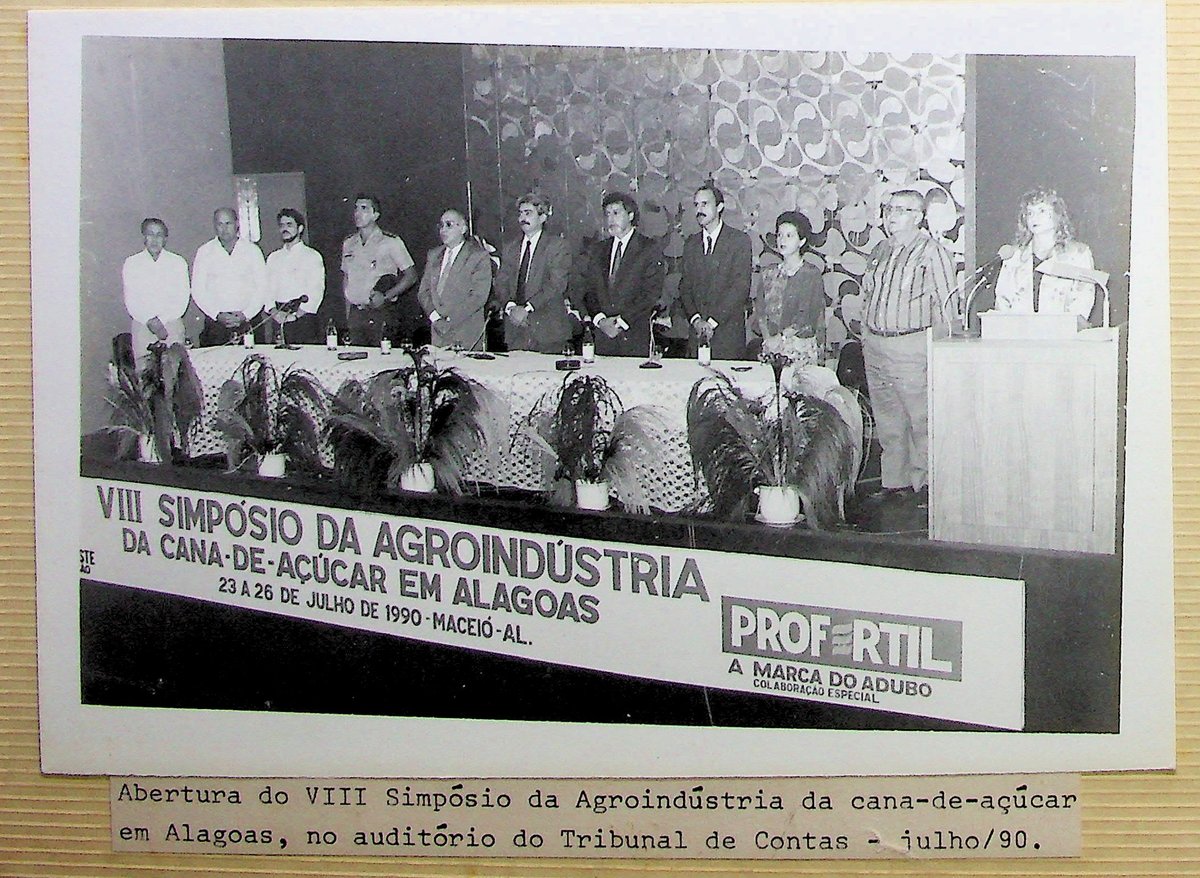 VIII SIMPÓSIO DA AGROINDÚSTRIA
DA CANA-DE-AÇÚCAR EM ALAGOAS
23 A 26 DE JULHO DE 1990-MACEIÓ-AL.
STE
PROFERTIL
A MARCA DO ADUBO
COLABORAÇÃO ESPECIAL
Abertura do VIII Simpósio da Agroindústria da cana-de-açúcar
em Alagoas, no auditório do Tribunal de Contas - julho/90.